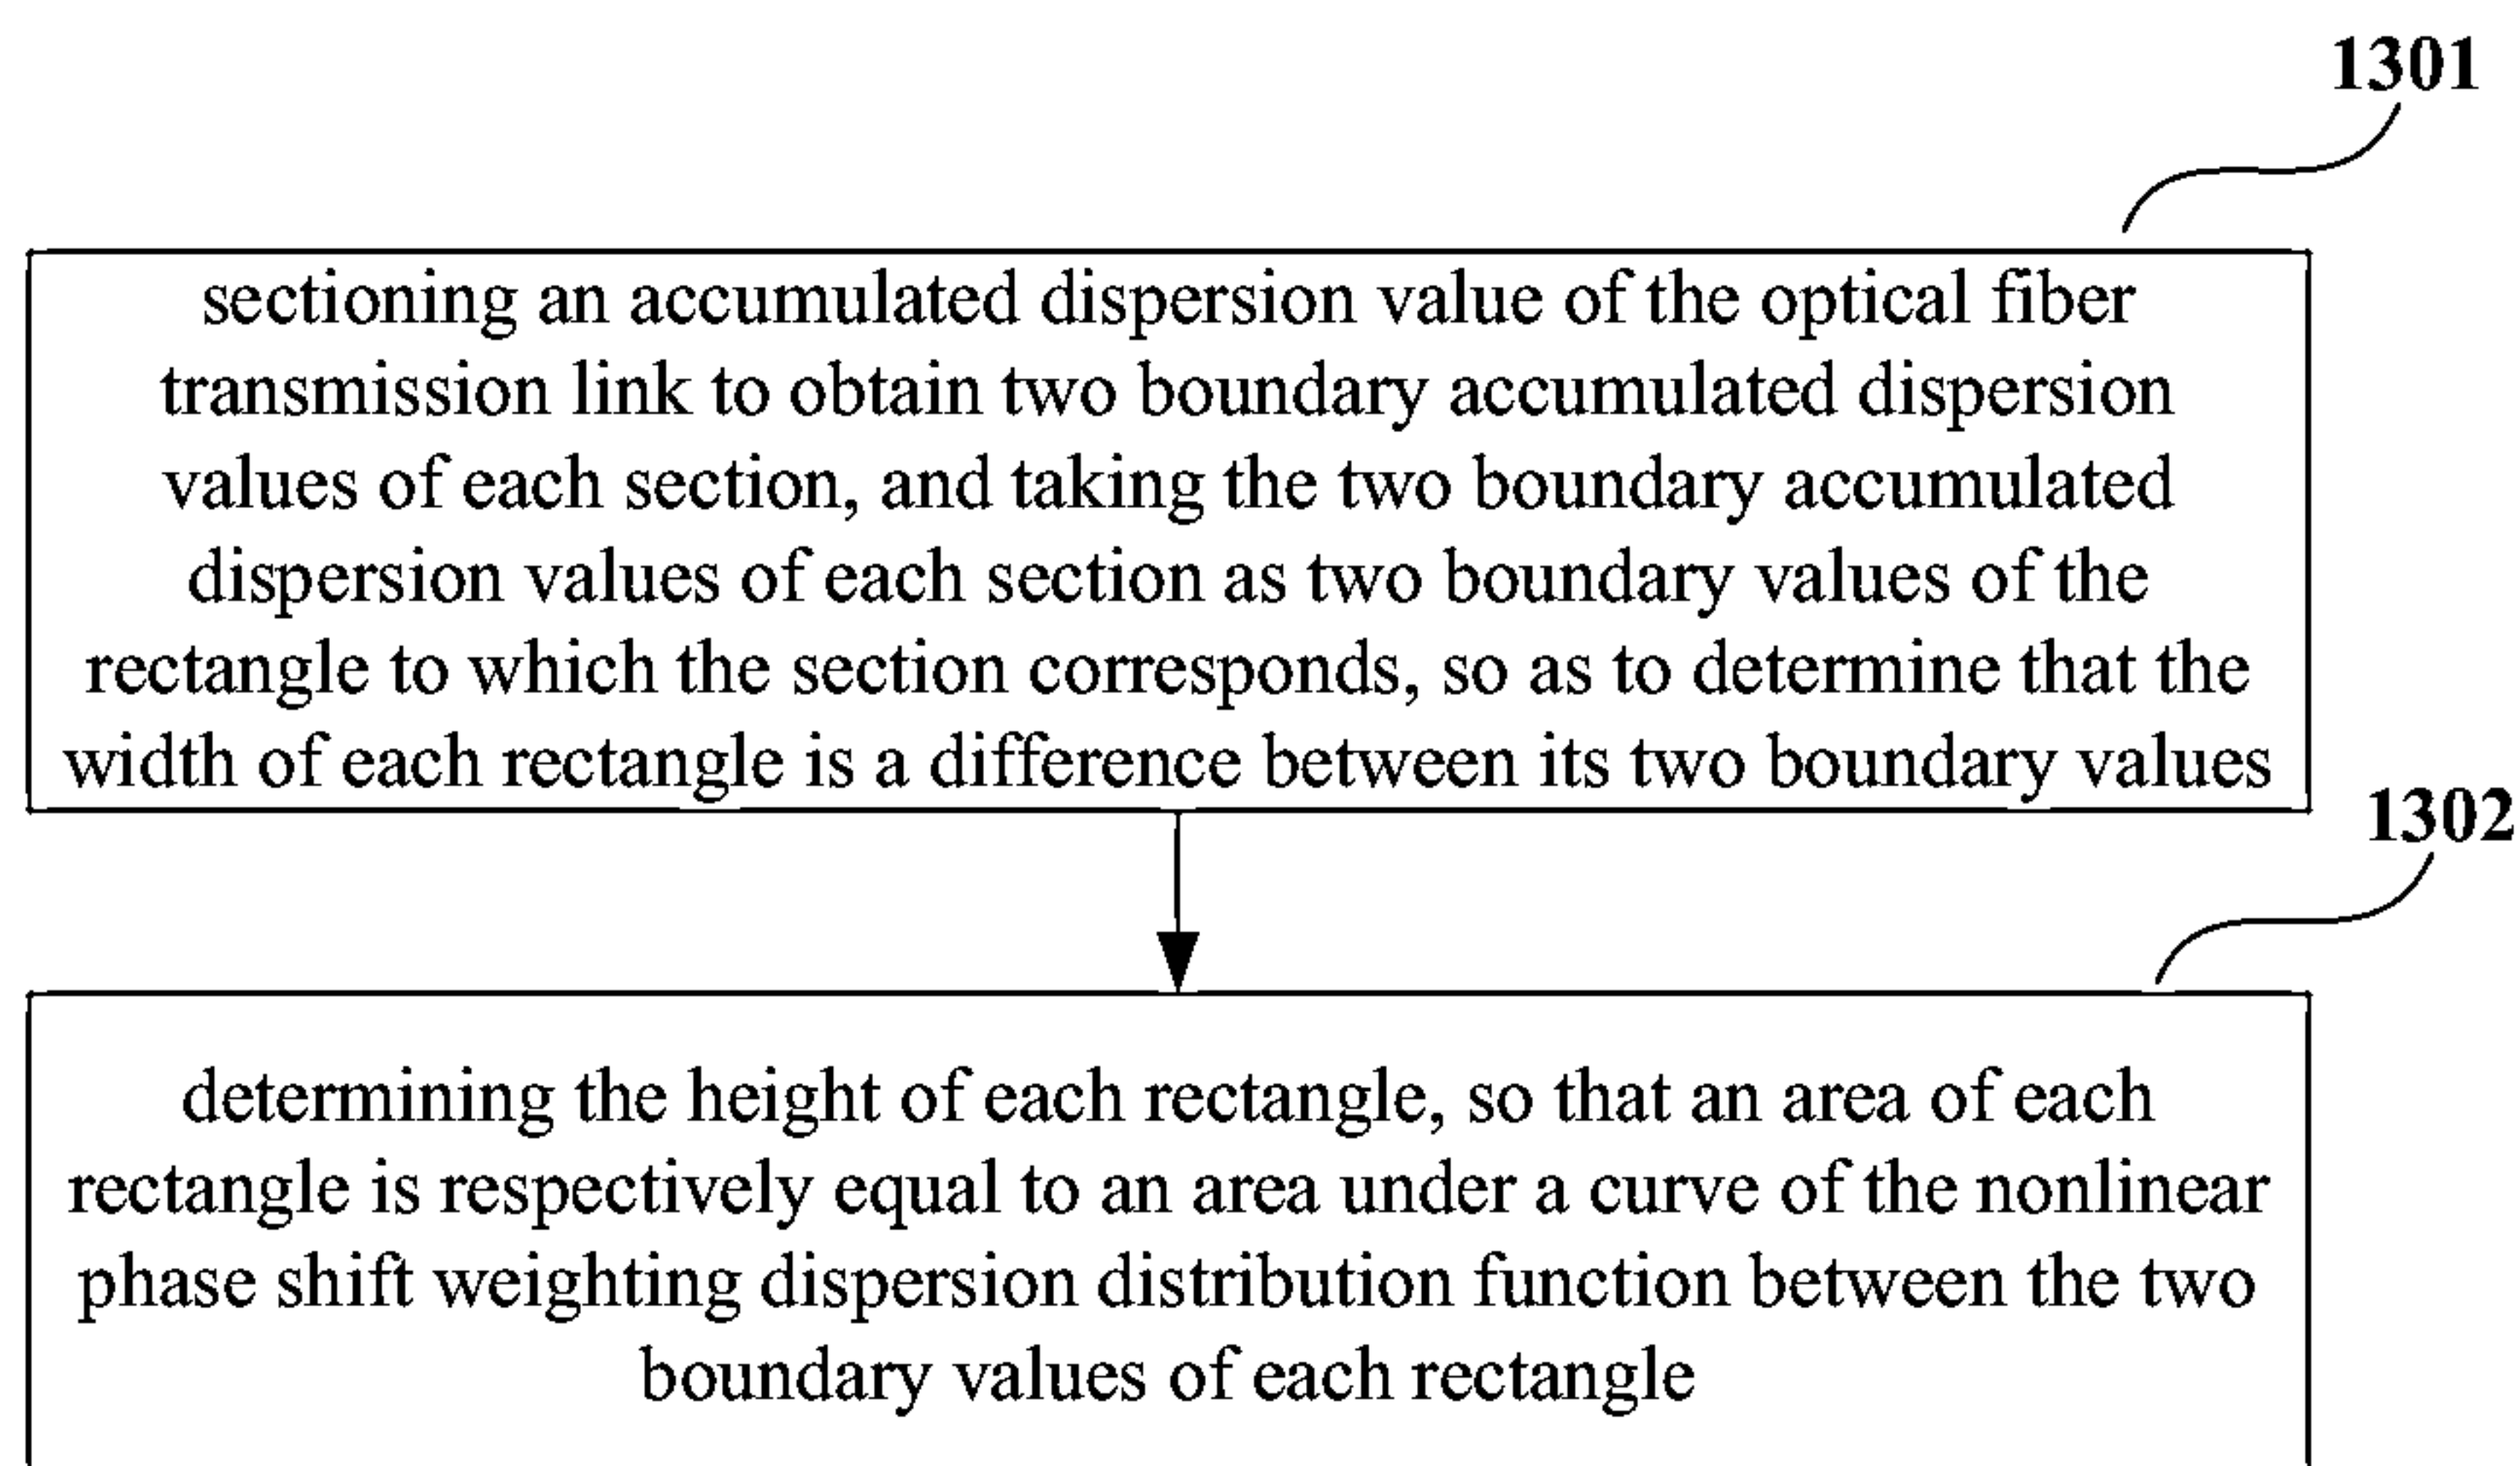 1301
sectioning an accumulated dispersion value of the optical fiber
transmission link to obtain two boundary accumulated dispersion
values of each section, and taking the two boundary accumulated
dispersion values of each section as two boundary values of the
rectangle to which the section corresponds, so as to determine that the
width of each rectangle is a difference between its two boundary values
1302
determining the height of each rectangle, so that an area of each
rectangle is respectively equal to an area under a curve of the nonlinear
phase shift weighting dispersion distribution function between the two
boundary values of each rectangle